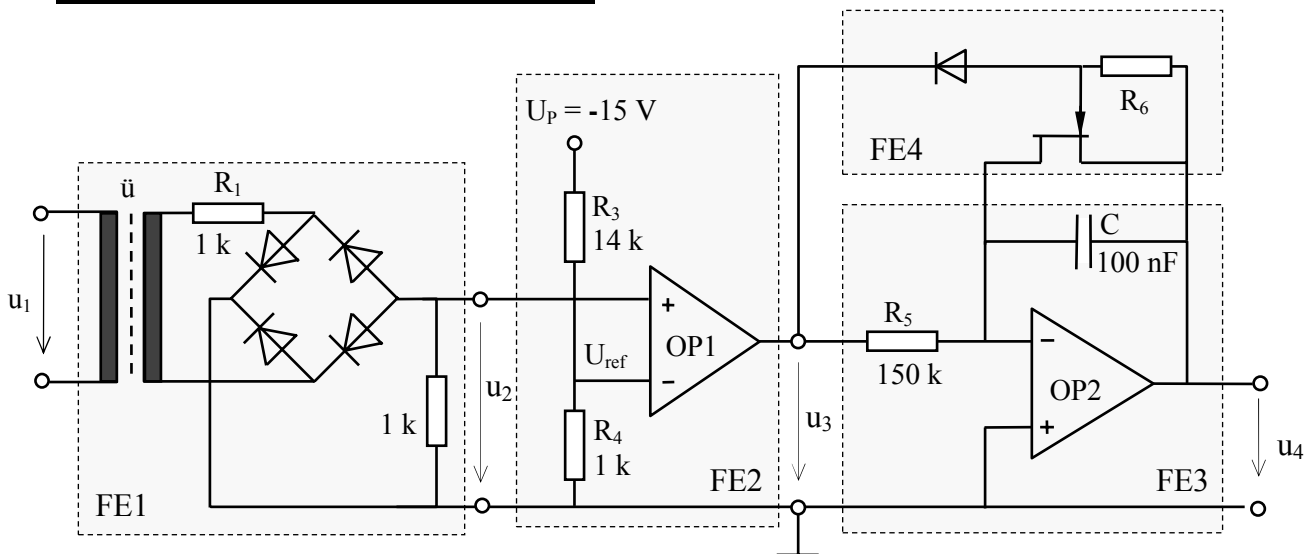 U_P = -15 V
ü
R₁
1 k
u₁
1 k
u₂
FE1
R₃
14 k
U_ref
R₄
1 k
+
−
OP1
FE2
u₃
R₆
FE4
R₅
150 k
C
100 nF
−
OP2
+
FE3
u₄